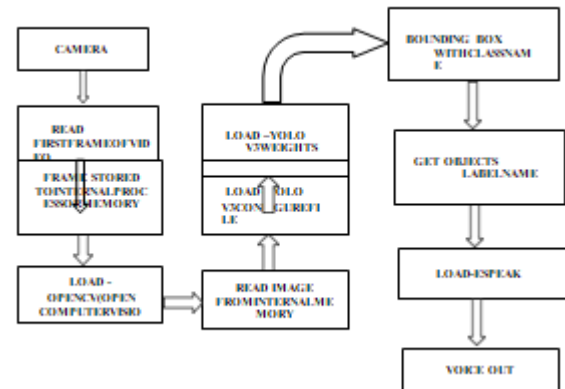 CAMERA
READ
FIRSTFRAMEOFVID
EO
FRAME STORED
TOINTERNALPROC
ESSORMEMORY
LOAD -
OPENCV(OPEN
COMPUTERVISIO
READ IMAGE
FROMINTERNALME
MORY
LOAD YOLO
V3CONFIGUREFI
LE
LOAD –YOLO
V3WEIGHTS
BOUNDING BOX
WITHCLASSNAM
E
GET OBJECTS
LABELNAME
LOAD-ESPEAK
VOICE OUT